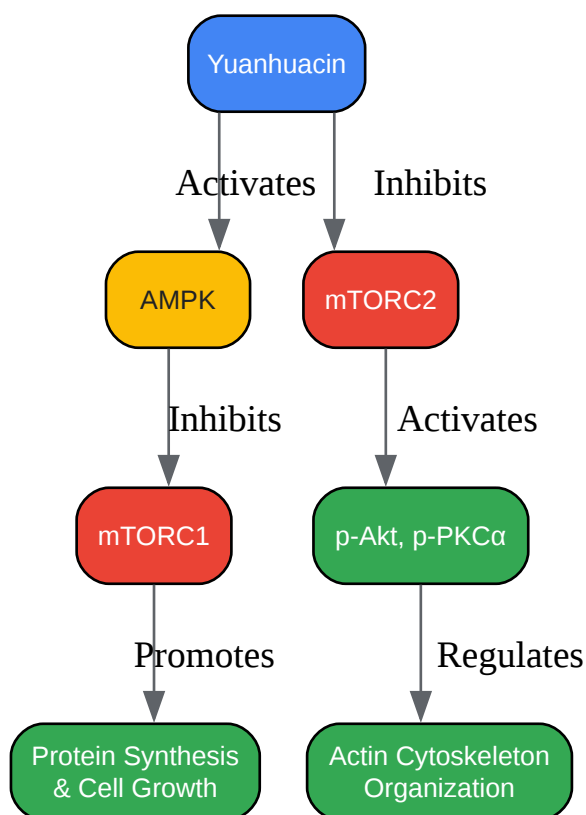 Yuanhuacin
Activates
Inhibits
AMPK
mTORC2
Inhibits
Activates
mTORC1
p-Akt, p-PKCα
Promotes
Regulates
Protein Synthesis
& Cell Growth
Actin Cytoskeleton
Organization